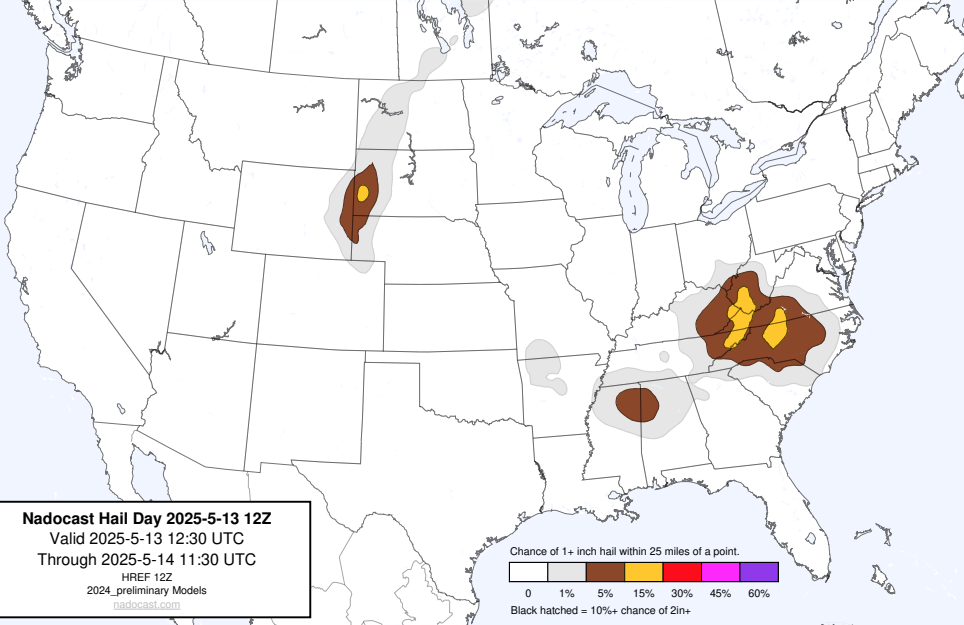 Nadocast Hail Day 2025-5-13 12Z
Valid 2025-5-13 12:30 UTC
Through 2025-5-14 11:30 UTC
HREF 12Z
2024_preliminary Models
nadocast.com
Chance of 1+ inch hail within 25 miles of a point.
0 1% 5% 15% 30% 45% 60%
Black hatched = 10%+ chance of 2in+